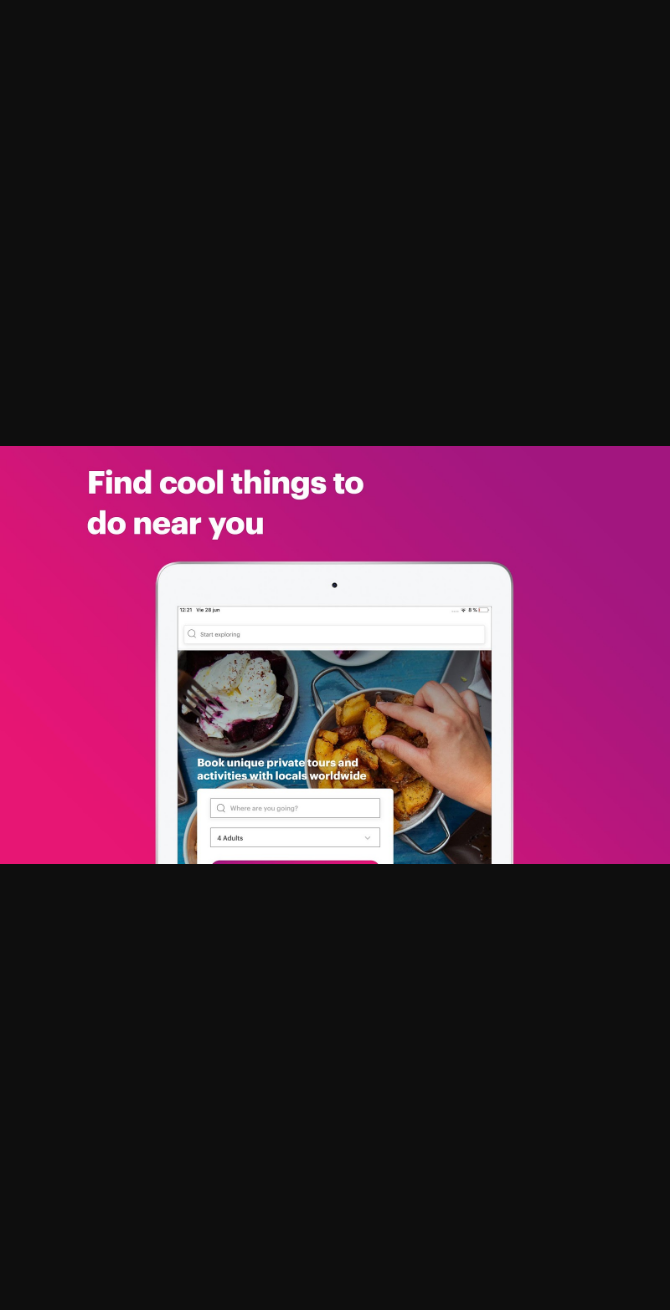 Find cool things to
do near you
12:21 Vie 28 jun
8 %
Start exploring
Book unique private tours and
activities with locals worldwide
Where are you going?
4 Adults